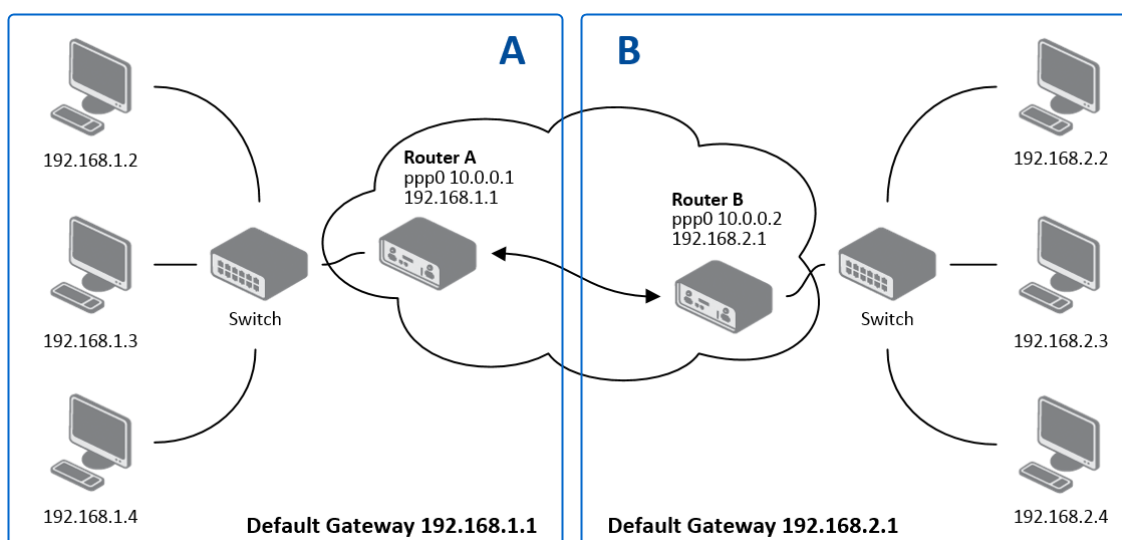 A
B
192.168.1.2
192.168.1.3
192.168.1.4
Switch
Router A
ppp0 10.0.0.1
192.168.1.1
Router B
ppp0 10.0.0.2
192.168.2.1
Switch
192.168.2.2
192.168.2.3
192.168.2.4
Default Gateway 192.168.1.1
Default Gateway 192.168.2.1